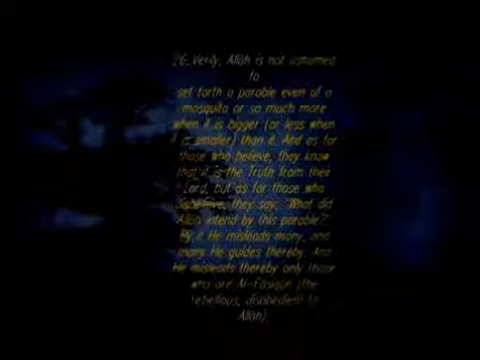 26. Verily, Allah is not ashamed
to
set forth a parable even of a
mosquito or so much more
when it is bigger (or less when
it is smaller) than it. And as for
those who believe, they know
that it is the Truth from their
Lord, but as for those who
disbelieve, they say: "What did
Allah intend by this parable?"
By it He misleads many, and
many He guides thereby. And
He misleads thereby only those
who are Al-Fasiqun (the
rebellious, disobedient to
Allah).